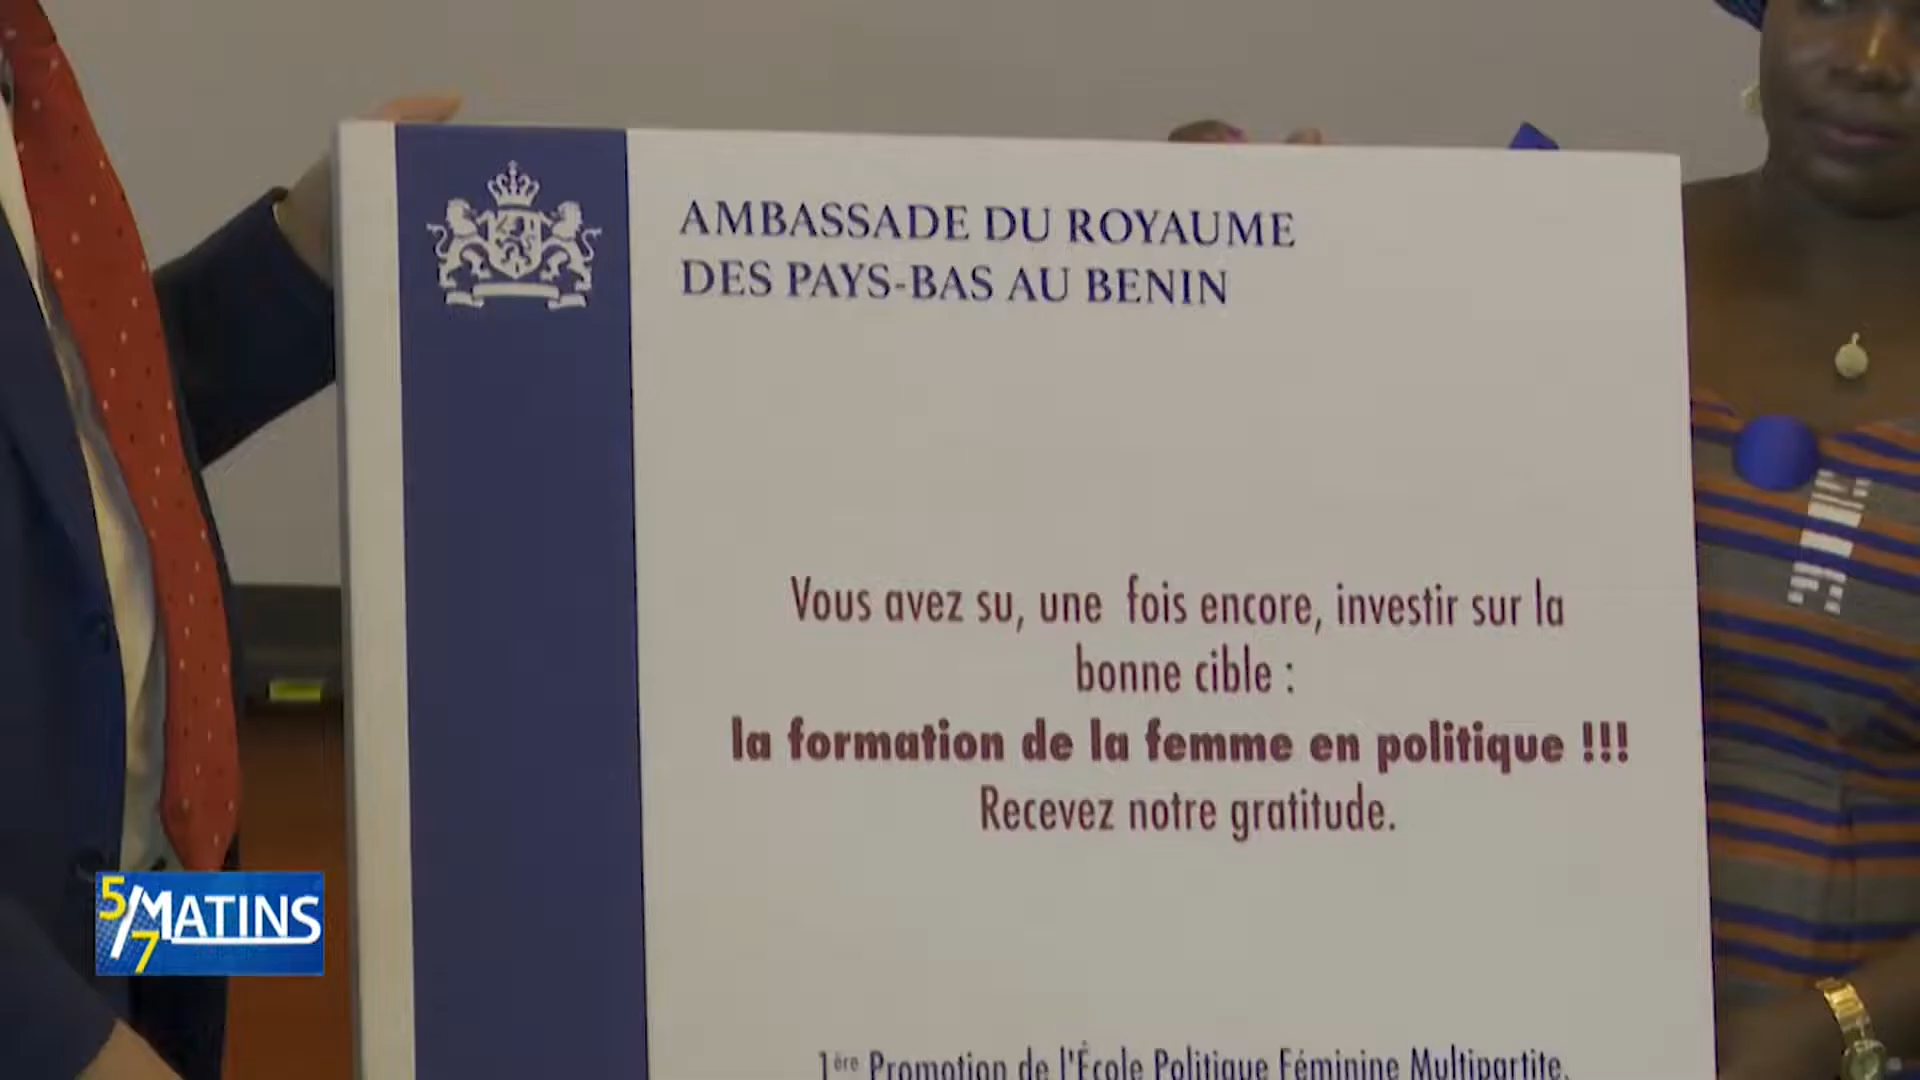 AMBASSADE DU ROYAUME
DES PAYS-BAS AU BENIN
Vous avez su, une fois encore, investir sur la
bonne cible :
la formation de la femme en politique !!!
Recevez notre gratitude.
1ère Promotion de l'École Politique Féminine Multipartite.
5/7 MATINS